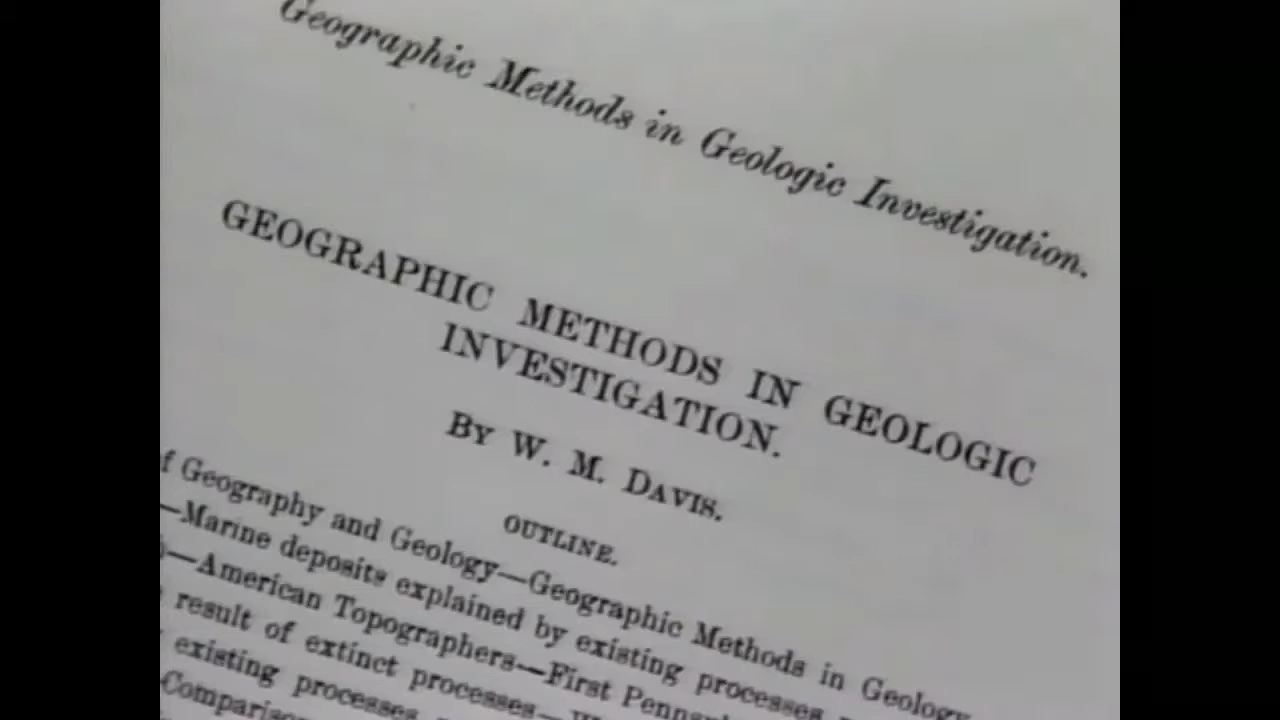 Geographic Methods in Geologic Investigation.
GEOGRAPHIC METHODS IN GEOLOGIC
INVESTIGATION.
BY W. M. DAVIS.
OUTLINE.
Geography and Geology—Geographic Methods in Geology
—Marine deposits explained by existing processes
—American Topographers—First
result of extinct processes—
existing processes